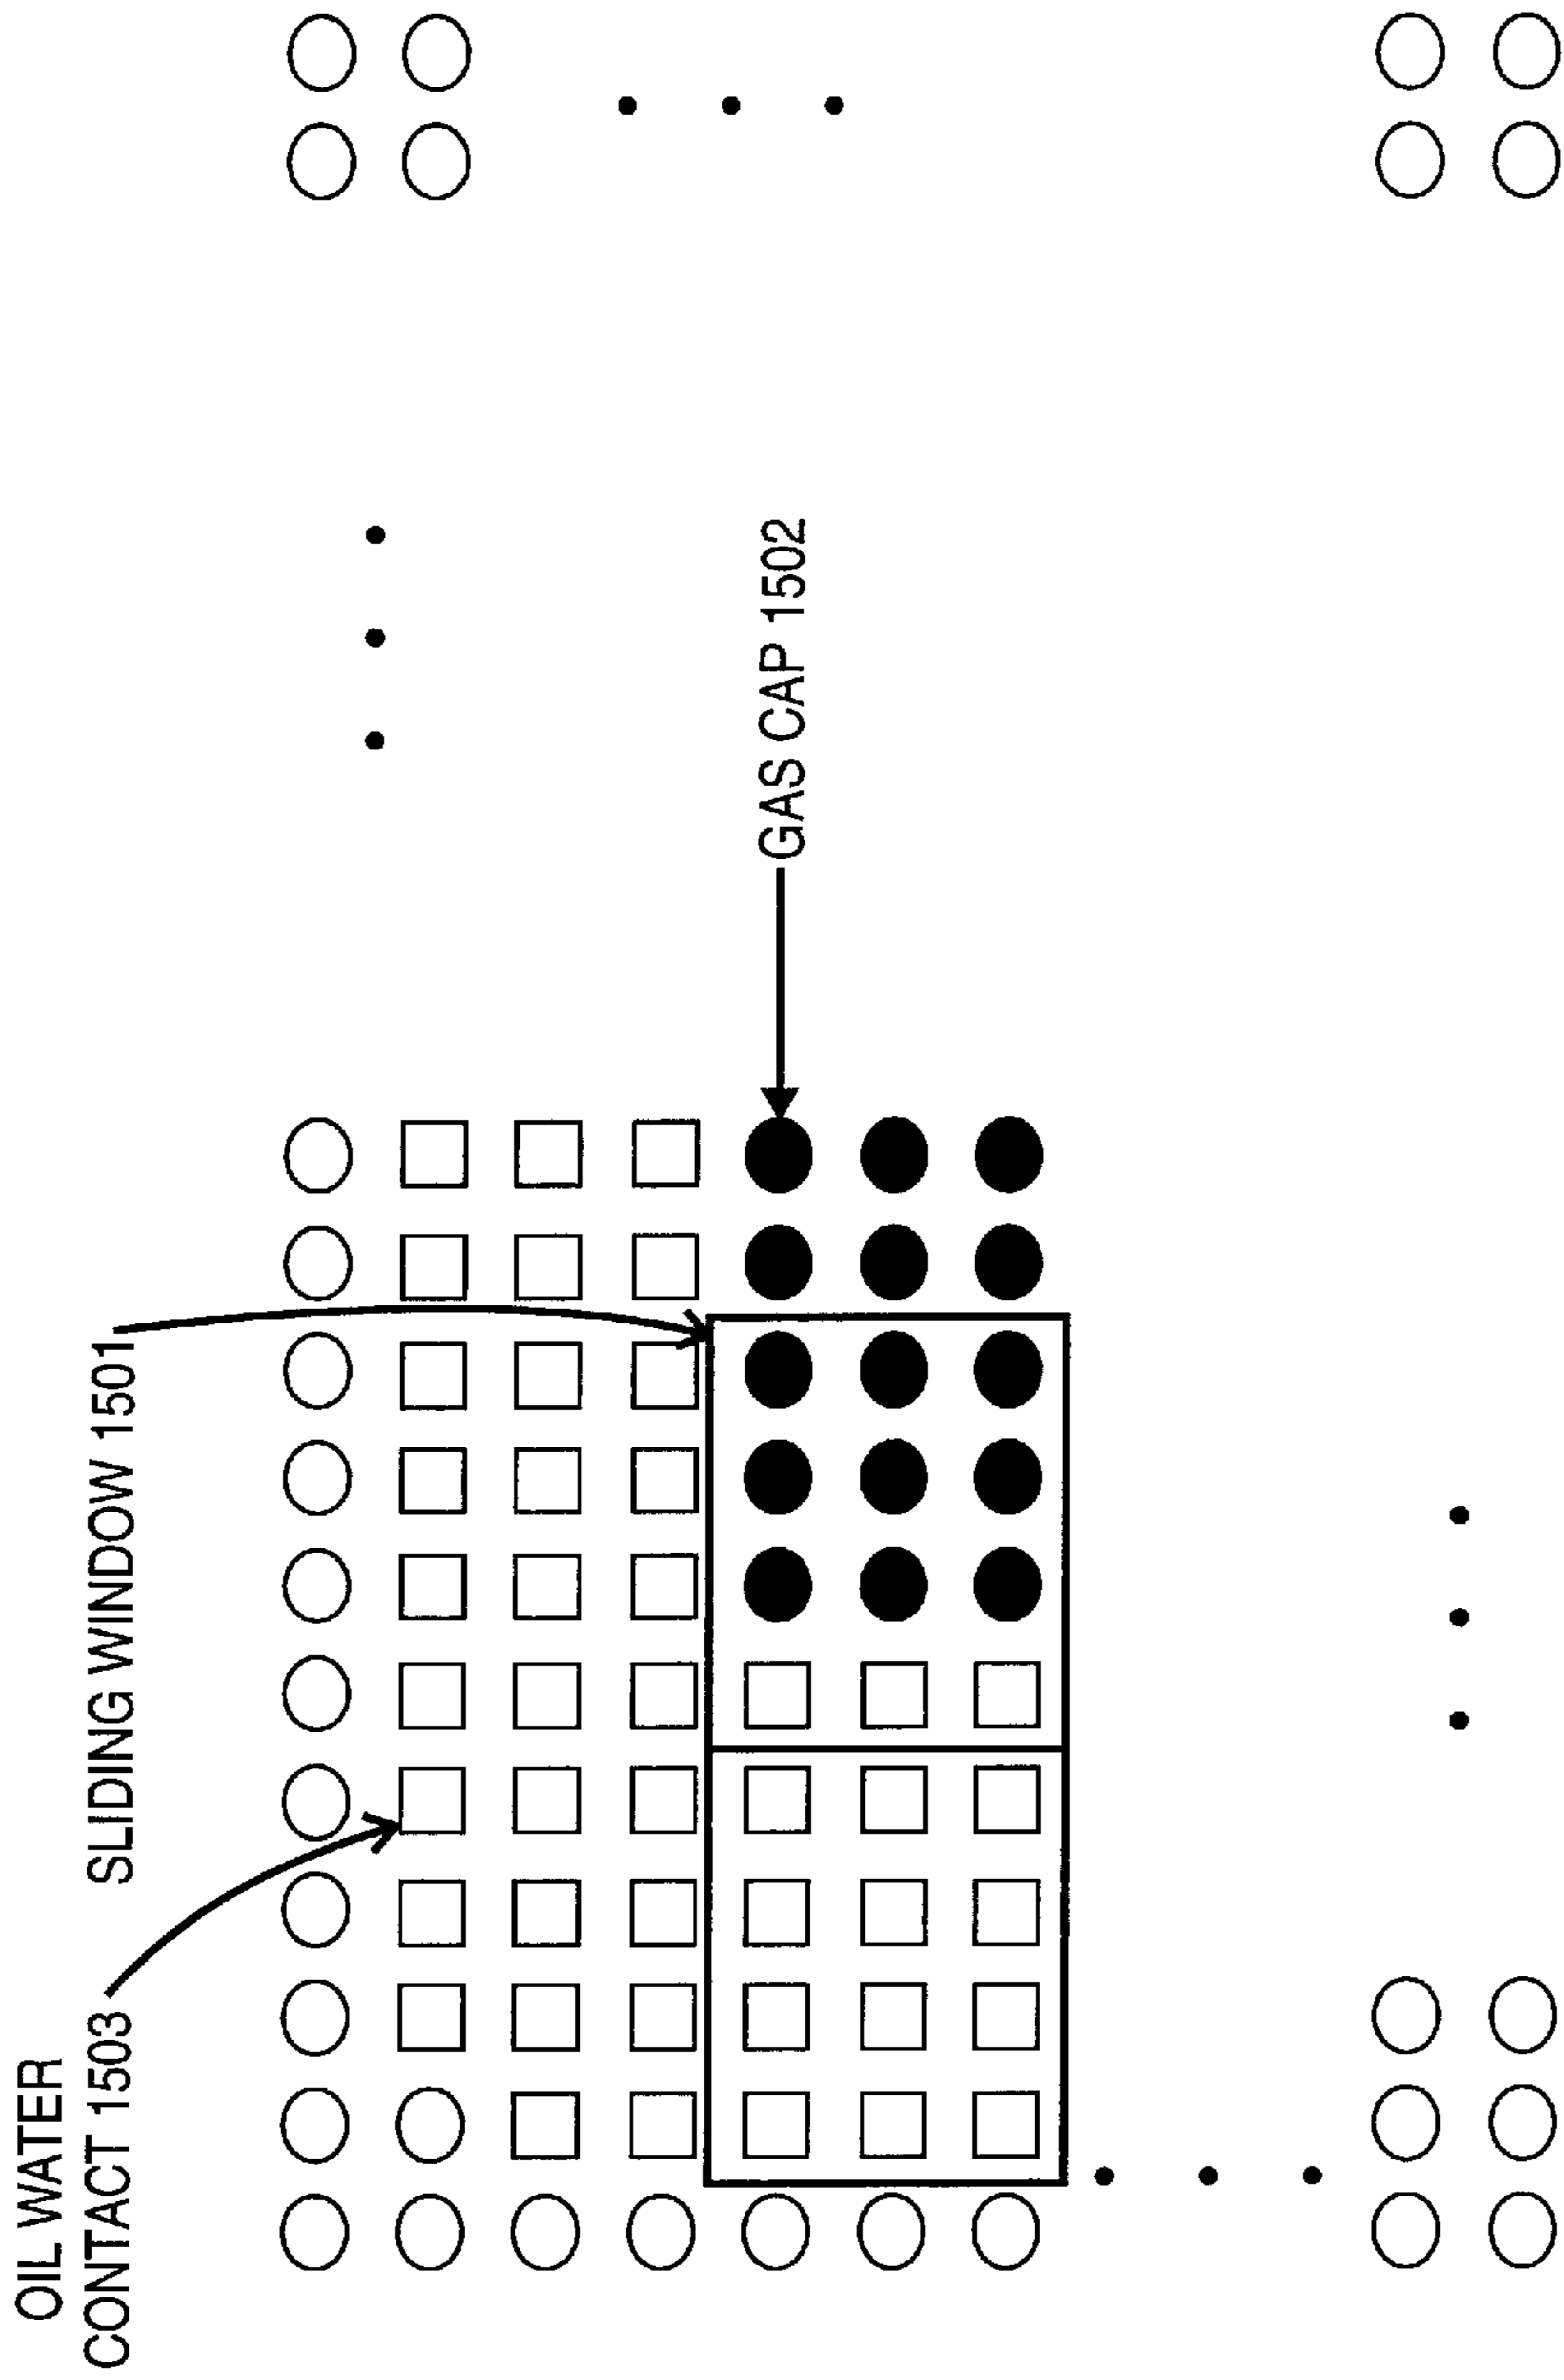 OIL WATER
CONTACT 1503
SLIDING WINDOW 1501
GAS CAP 1502